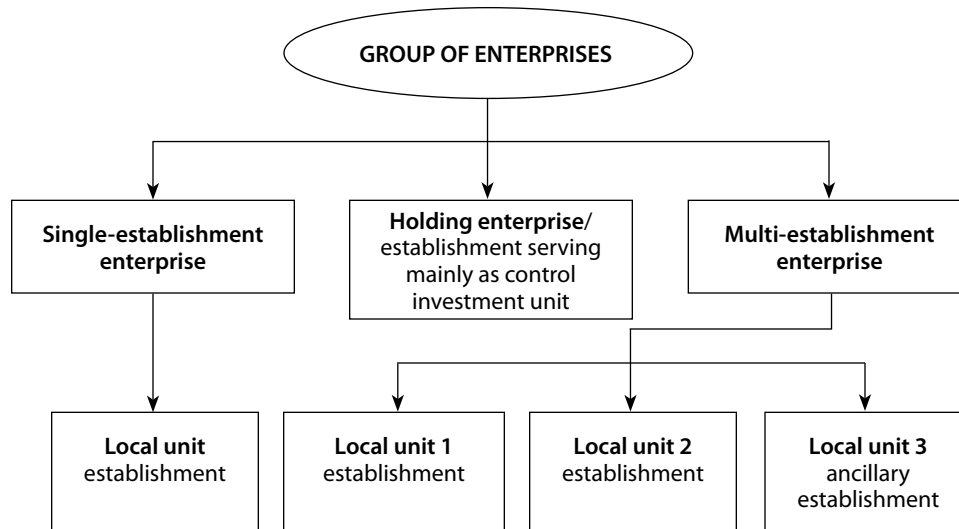 GROUP OF ENTERPRISES
Single-establishment
enterprise
Holding enterprise/
establishment serving
mainly as control
investment unit
Multi-establishment
enterprise
Local unit
establishment
Local unit 1
establishment
Local unit 2
establishment
Local unit 3
ancillary
establishment